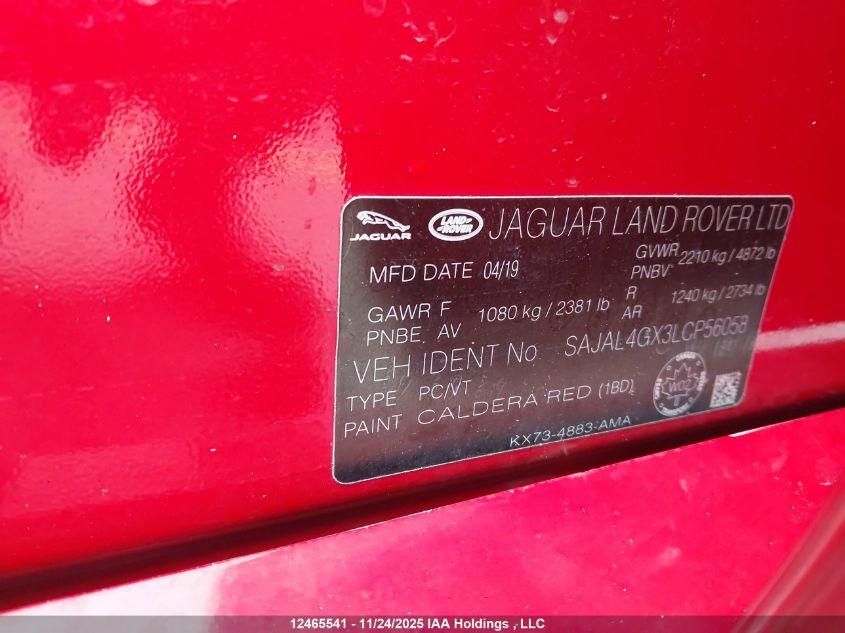 JAGUAR LAND ROVER JAGUAR LAND ROVER LTD
MFD DATE 04/19 GVWR PNBV 2210 kg / 4872 lb
GAWR F PNBE AV 1080 kg / 2381 lb R AR 1240 kg / 2734 lb
VEH IDENT No SAJAL4GX3LCP56058
TYPE PC/VT
PAINT CALDERA RED (1BD)
KX73-4883-AMA
12465541 - 11/24/2025 IAA Holdings , LLC